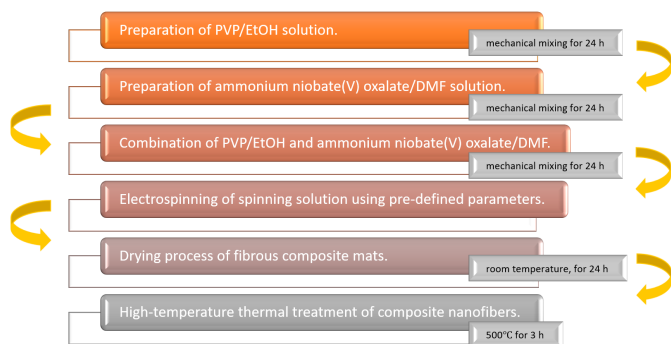 Preparation of PVP/EtOH solution.
mechanical mixing for 24 h
Preparation of ammonium niobate(V) oxalate/DMF solution.
mechanical mixing for 24 h
Combination of PVP/EtOH and ammonium niobate(V) oxalate/DMF.
mechanical mixing for 24 h
Electrospinning of spinning solution using pre-defined parameters.
Drying process of fibrous composite mats.
room temperature, for 24 h
High-temperature thermal treatment of composite nanofibers.
500℃ for 3 h